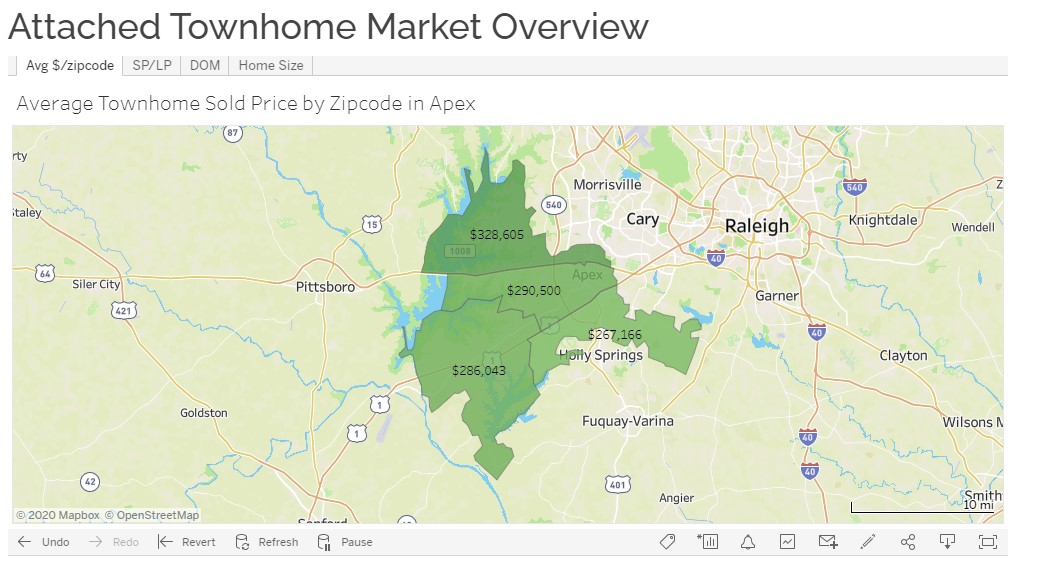 Attached Townhome Market Overview
Avg $/zipcode SP/LP DOM Home Size
Average Townhome Sold Price by Zipcode in Apex
87
rty
Staley
Morrisville
540
540
Z
15
Cary
Raleigh
Knightdale
Wendell
$328,605
1008
40
64
Siler City
Pittsboro
Apex
$290,500
Garner
421
1
$267,166
40
Holly Springs
Clayton
1
$286,043
1
Goldston
Fuquay-Varina
Wilsons M
1
40
40
42
401
Angier
Smith
10 mi
© 2020 Mapbox © OpenStreetMap
Sanford
Undo Redo Revert Refresh Pause